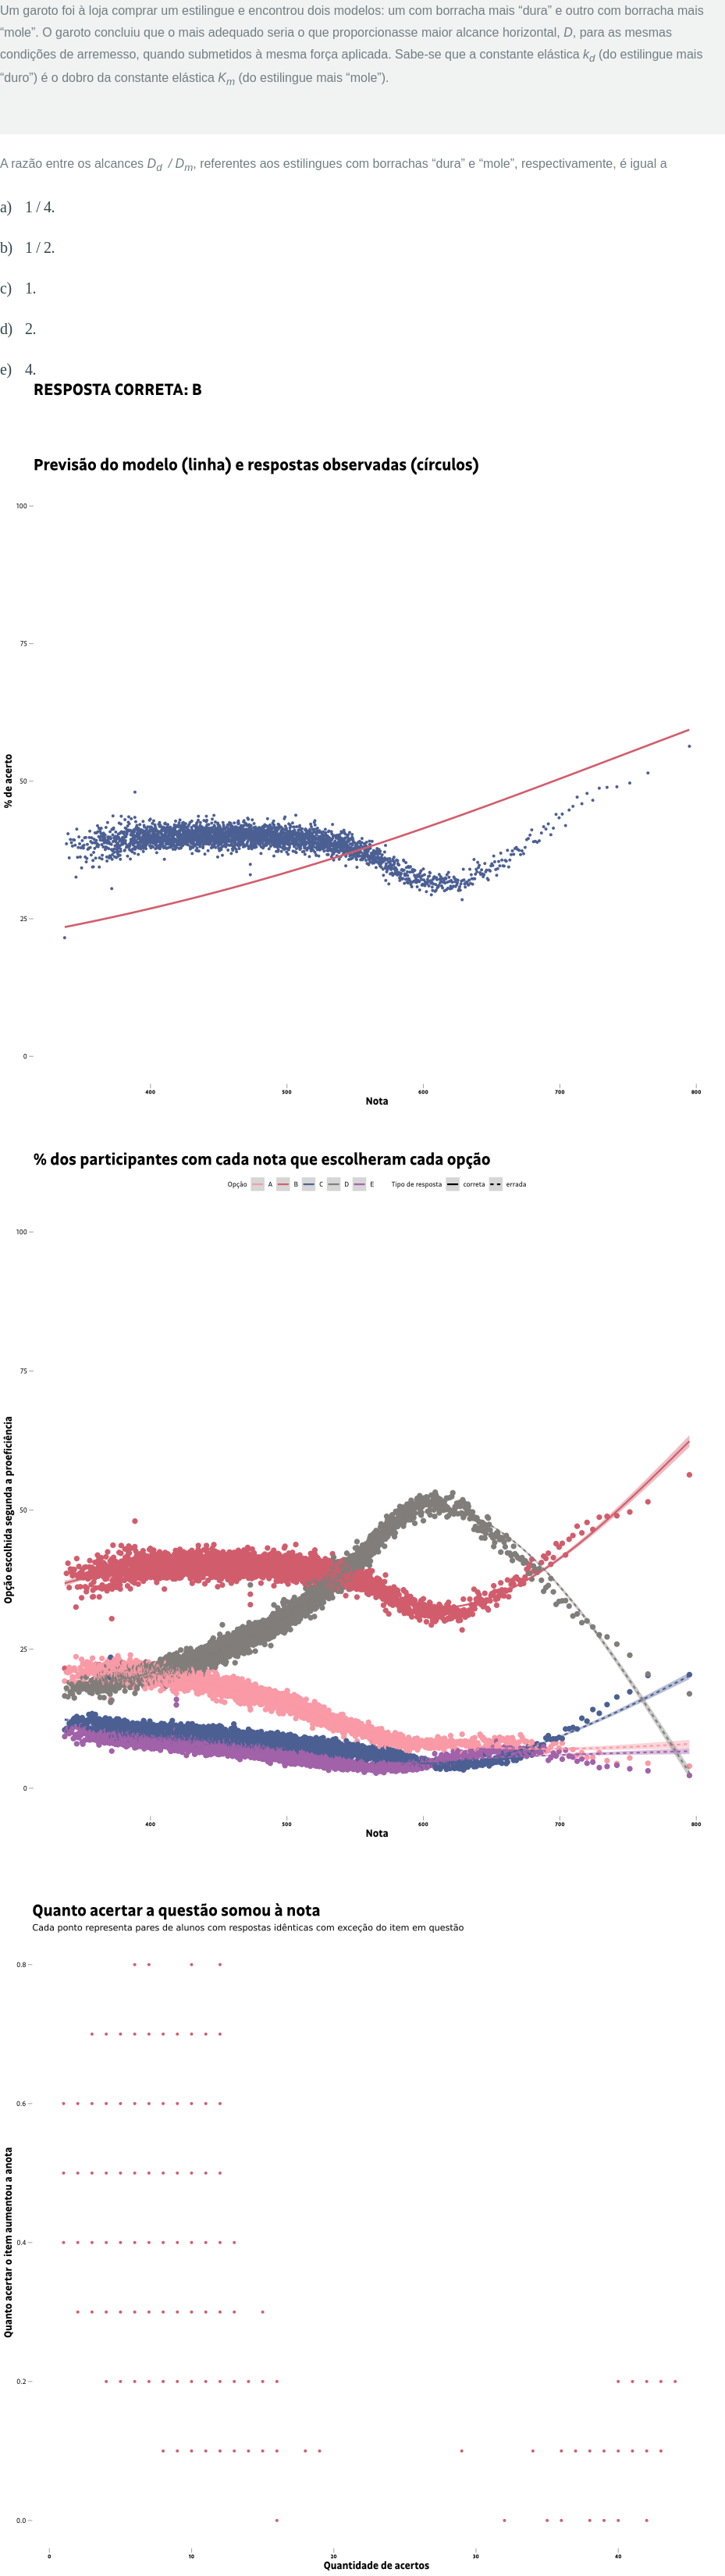 Um garoto foi à loja comprar um estilingue e encontrou dois modelos: um com borracha mais “dura” e outro com borracha mais
“mole”. O garoto concluiu que o mais adequado seria o que proporcionasse maior alcance horizontal, D, para as mesmas
condições de arremesso, quando submetidos à mesma força aplicada. Sabe-se que a constante elástica kd (do estilingue mais
“duro”) é o dobro da constante elástica Km (do estilingue mais “mole”).
A razão entre os alcances Dd / Dm, referentes aos estilingues com borrachas “dura” e “mole”, respectivamente, é igual a
a) 1 / 4.
b) 1 / 2.
c) 1.
d) 2.
e) 4.
RESPOSTA CORRETA: B
Previsão do modelo (linha) e respostas observadas (círculos)
100
75
50
25
0
% de acerto
400 500 600 700 800
Nota
% dos participantes com cada nota que escolheram cada opção
Opção A B C D E Tipo de resposta correta errada
100
75
50
25
0
Opção escolhida segunda a proeficiência
400 500 600 700 800
Nota
Quanto acertar a questão somou à nota
Cada ponto representa pares de alunos com respostas idênticas com exceção do item em questão
0.8
0.6
0.4
0.2
0.0
Quanto acertar o item aumentou a anota
0 10 20 30 40
Quantidade de acertos